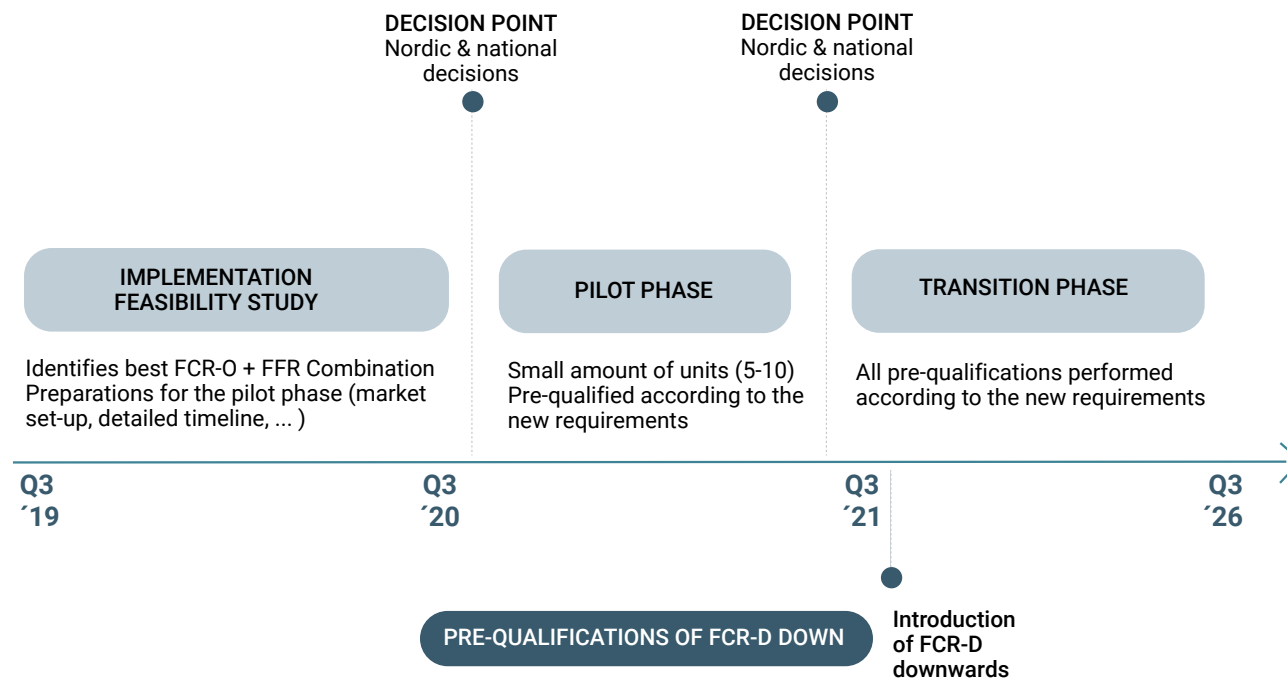 DECISION POINT
Nordic & national
decisions
DECISION POINT
Nordic & national
decisions
IMPLEMENTATION
FEASIBILITY STUDY
PILOT PHASE
TRANSITION PHASE
Identifies best FCR-O + FFR Combination
Preparations for the pilot phase (market
set-up, detailed timeline, ... )
Small amount of units (5-10)
Pre-qualified according to the
new requirements
All pre-qualifications performed
according to the new requirements
Q3
´19
Q3
´20
Q3
´21
Q3
´26
PRE-QUALIFICATIONS OF FCR-D DOWN
Introduction
of FCR-D
downwards